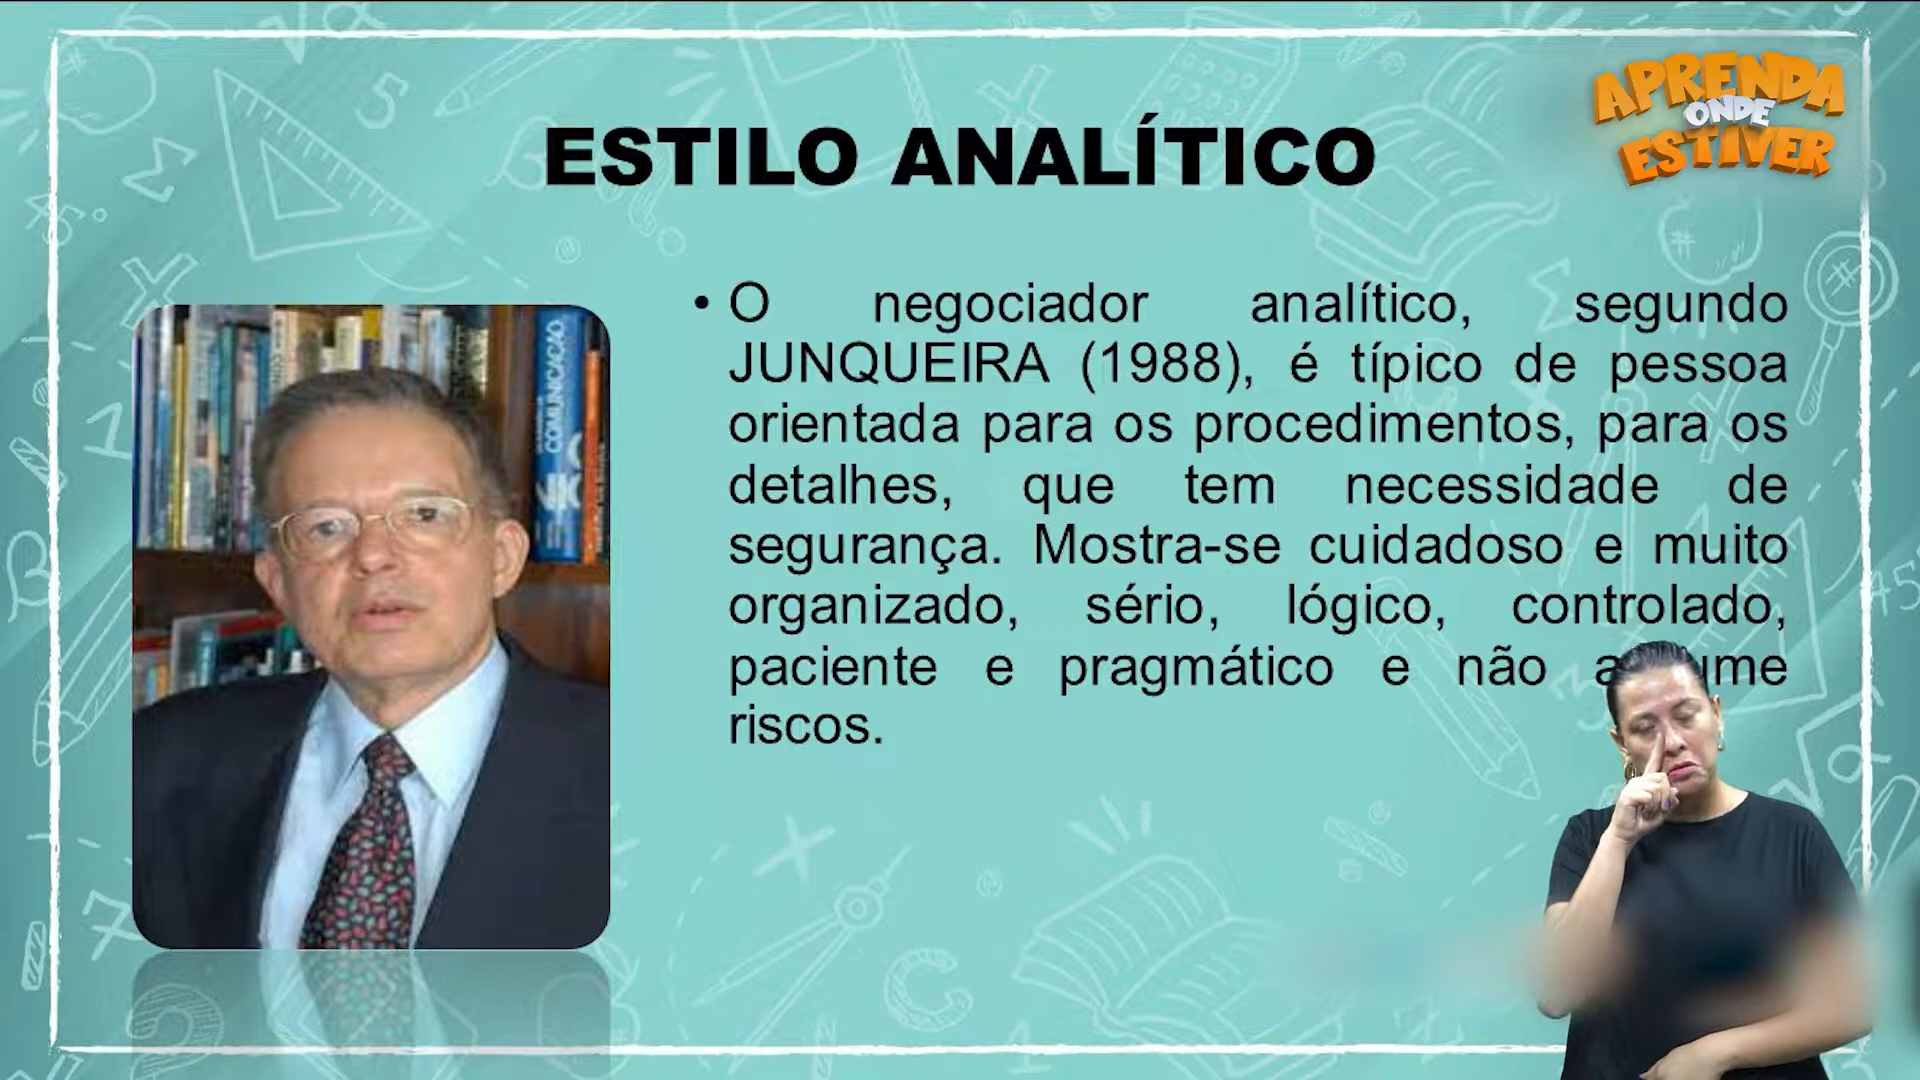 APRENDA
ONDE
ESTIVER
ESTILO ANALÍTICO
• O negociador analítico, segundo
JUNQUEIRA (1988), é típico de pessoa
orientada para os procedimentos, para os
detalhes, que tem necessidade de
segurança. Mostra-se cuidadoso e muito
organizado, sério, lógico, controlado,
paciente e pragmático e não
riscos.
COMUNICAÇÃO